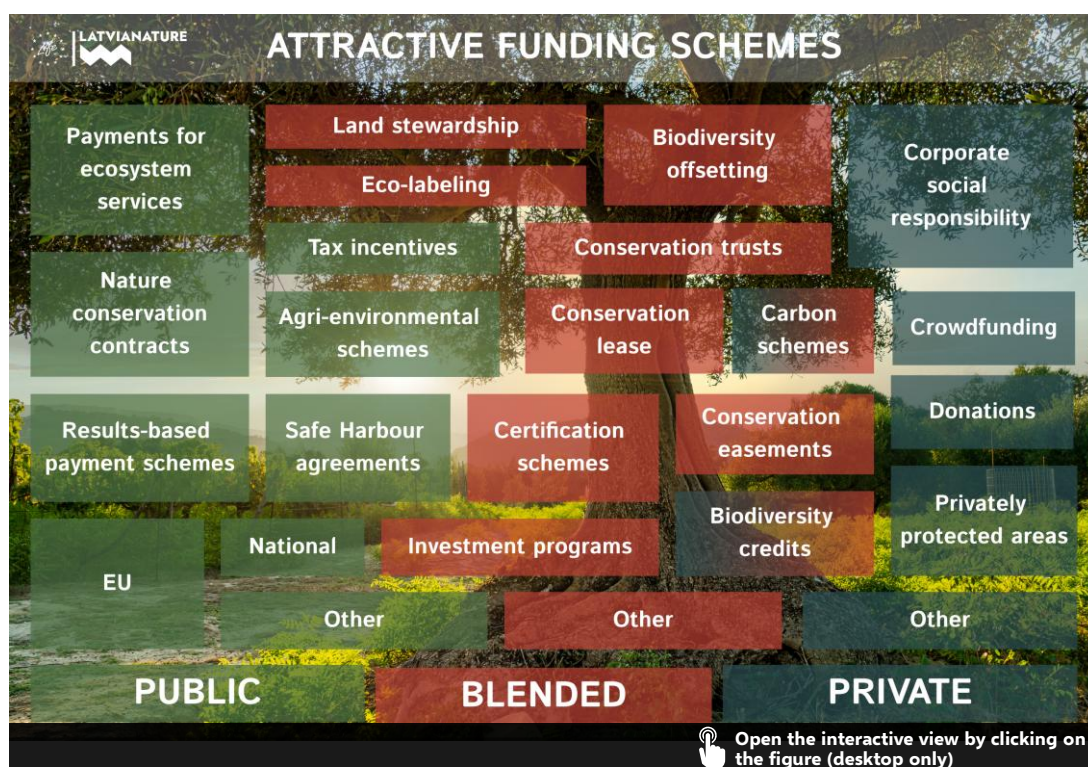 LATVIANATURE
ATTRACTIVE FUNDING SCHEMES
Payments for
ecosystem
services
Land stewardship
Eco-labeling
Biodiversity
offsetting
Corporate
social
responsibility
Tax incentives
Conservation trusts
Nature
conservation
contracts
Agri-environmental
schemes
Conservation
lease
Carbon
schemes
Crowdfunding
Donations
Results-based
payment schemes
Safe Harbour
agreements
Certification
schemes
Conservation
easements
Privately
protected areas
Biodiversity
credits
EU
National
Investment programs
Other
Other
Other
PUBLIC
BLENDED
PRIVATE
Open the interactive view by clicking on
the figure (desktop only)